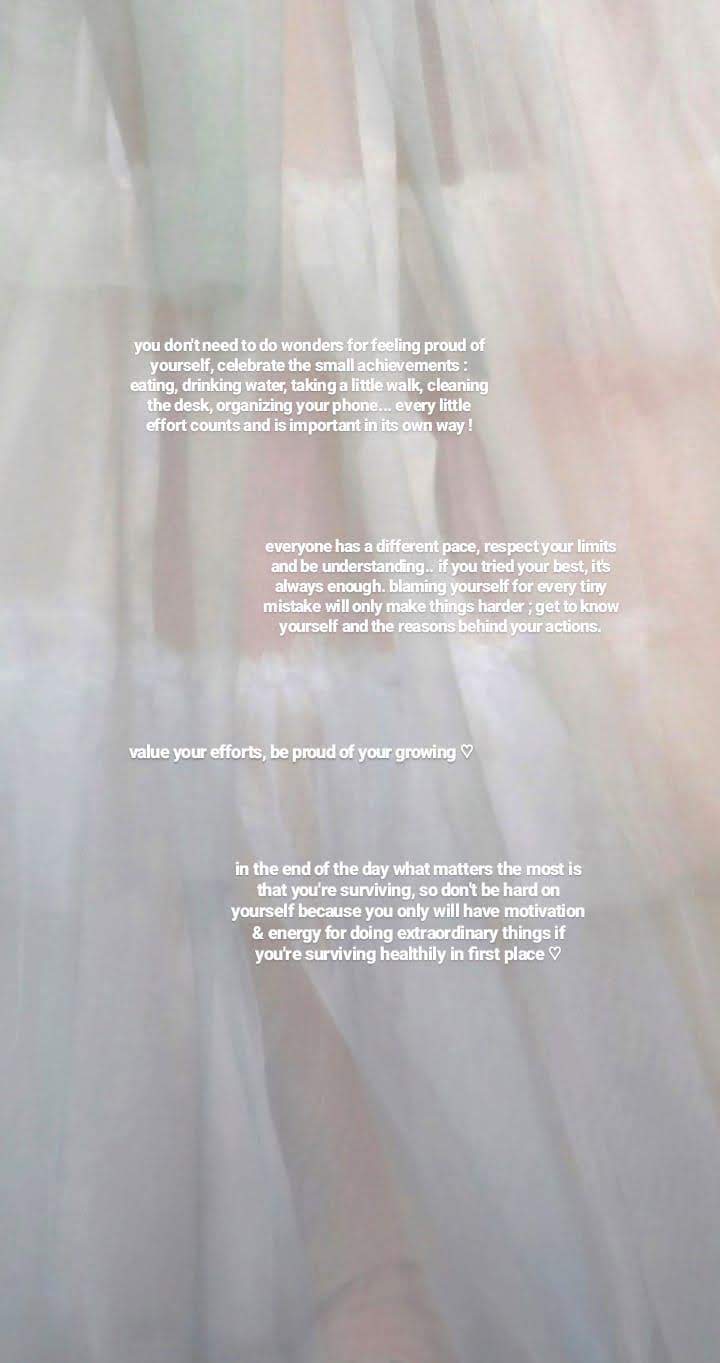 you don't need to do wonders for feeling proud of
yourself, celebrate the small achievements :
eating, drinking water, taking a little walk, cleaning
the desk, organizing your phone... every little
effort counts and is important in its own way !
everyone has a different pace, respect your limits
and be understanding.. if you tried your best, it's
always enough. blaming yourself for every tiny
mistake will only make things harder ; get to know
yourself and the reasons behind your actions.
value your efforts, be proud of your growing ♡
in the end of the day what matters the most is
that you're surviving, so don't be hard on
yourself because you only will have motivation
& energy for doing extraordinary things if
you're surviving healthily in first place ♡